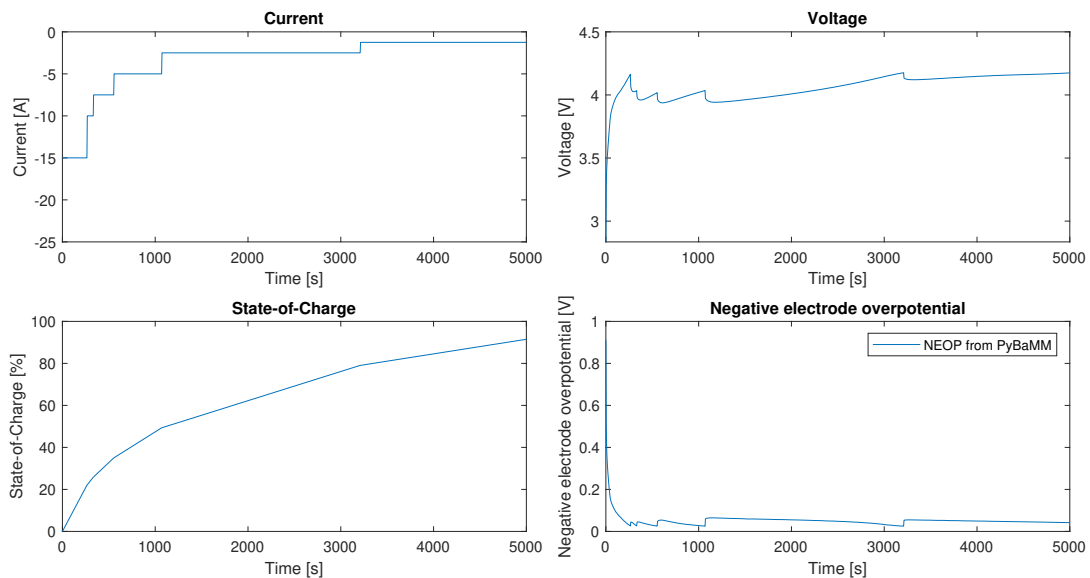 Current
Current [A]
0
-5
-10
-15
-20
-25
0 1000 2000 3000 4000 5000
Time [s]
Voltage
Voltage [V]
4.5
4
3.5
3
0 1000 2000 3000 4000 5000
Time [s]
State-of-Charge
State-of-Charge [%]
100
80
60
40
20
0
0 1000 2000 3000 4000 5000
Time [s]
Negative electrode overpotential
Negative electrode overpotential [V]
1
0.8
0.6
0.4
0.2
0
NEOP from PyBaMM
0 1000 2000 3000 4000 5000
Time [s]